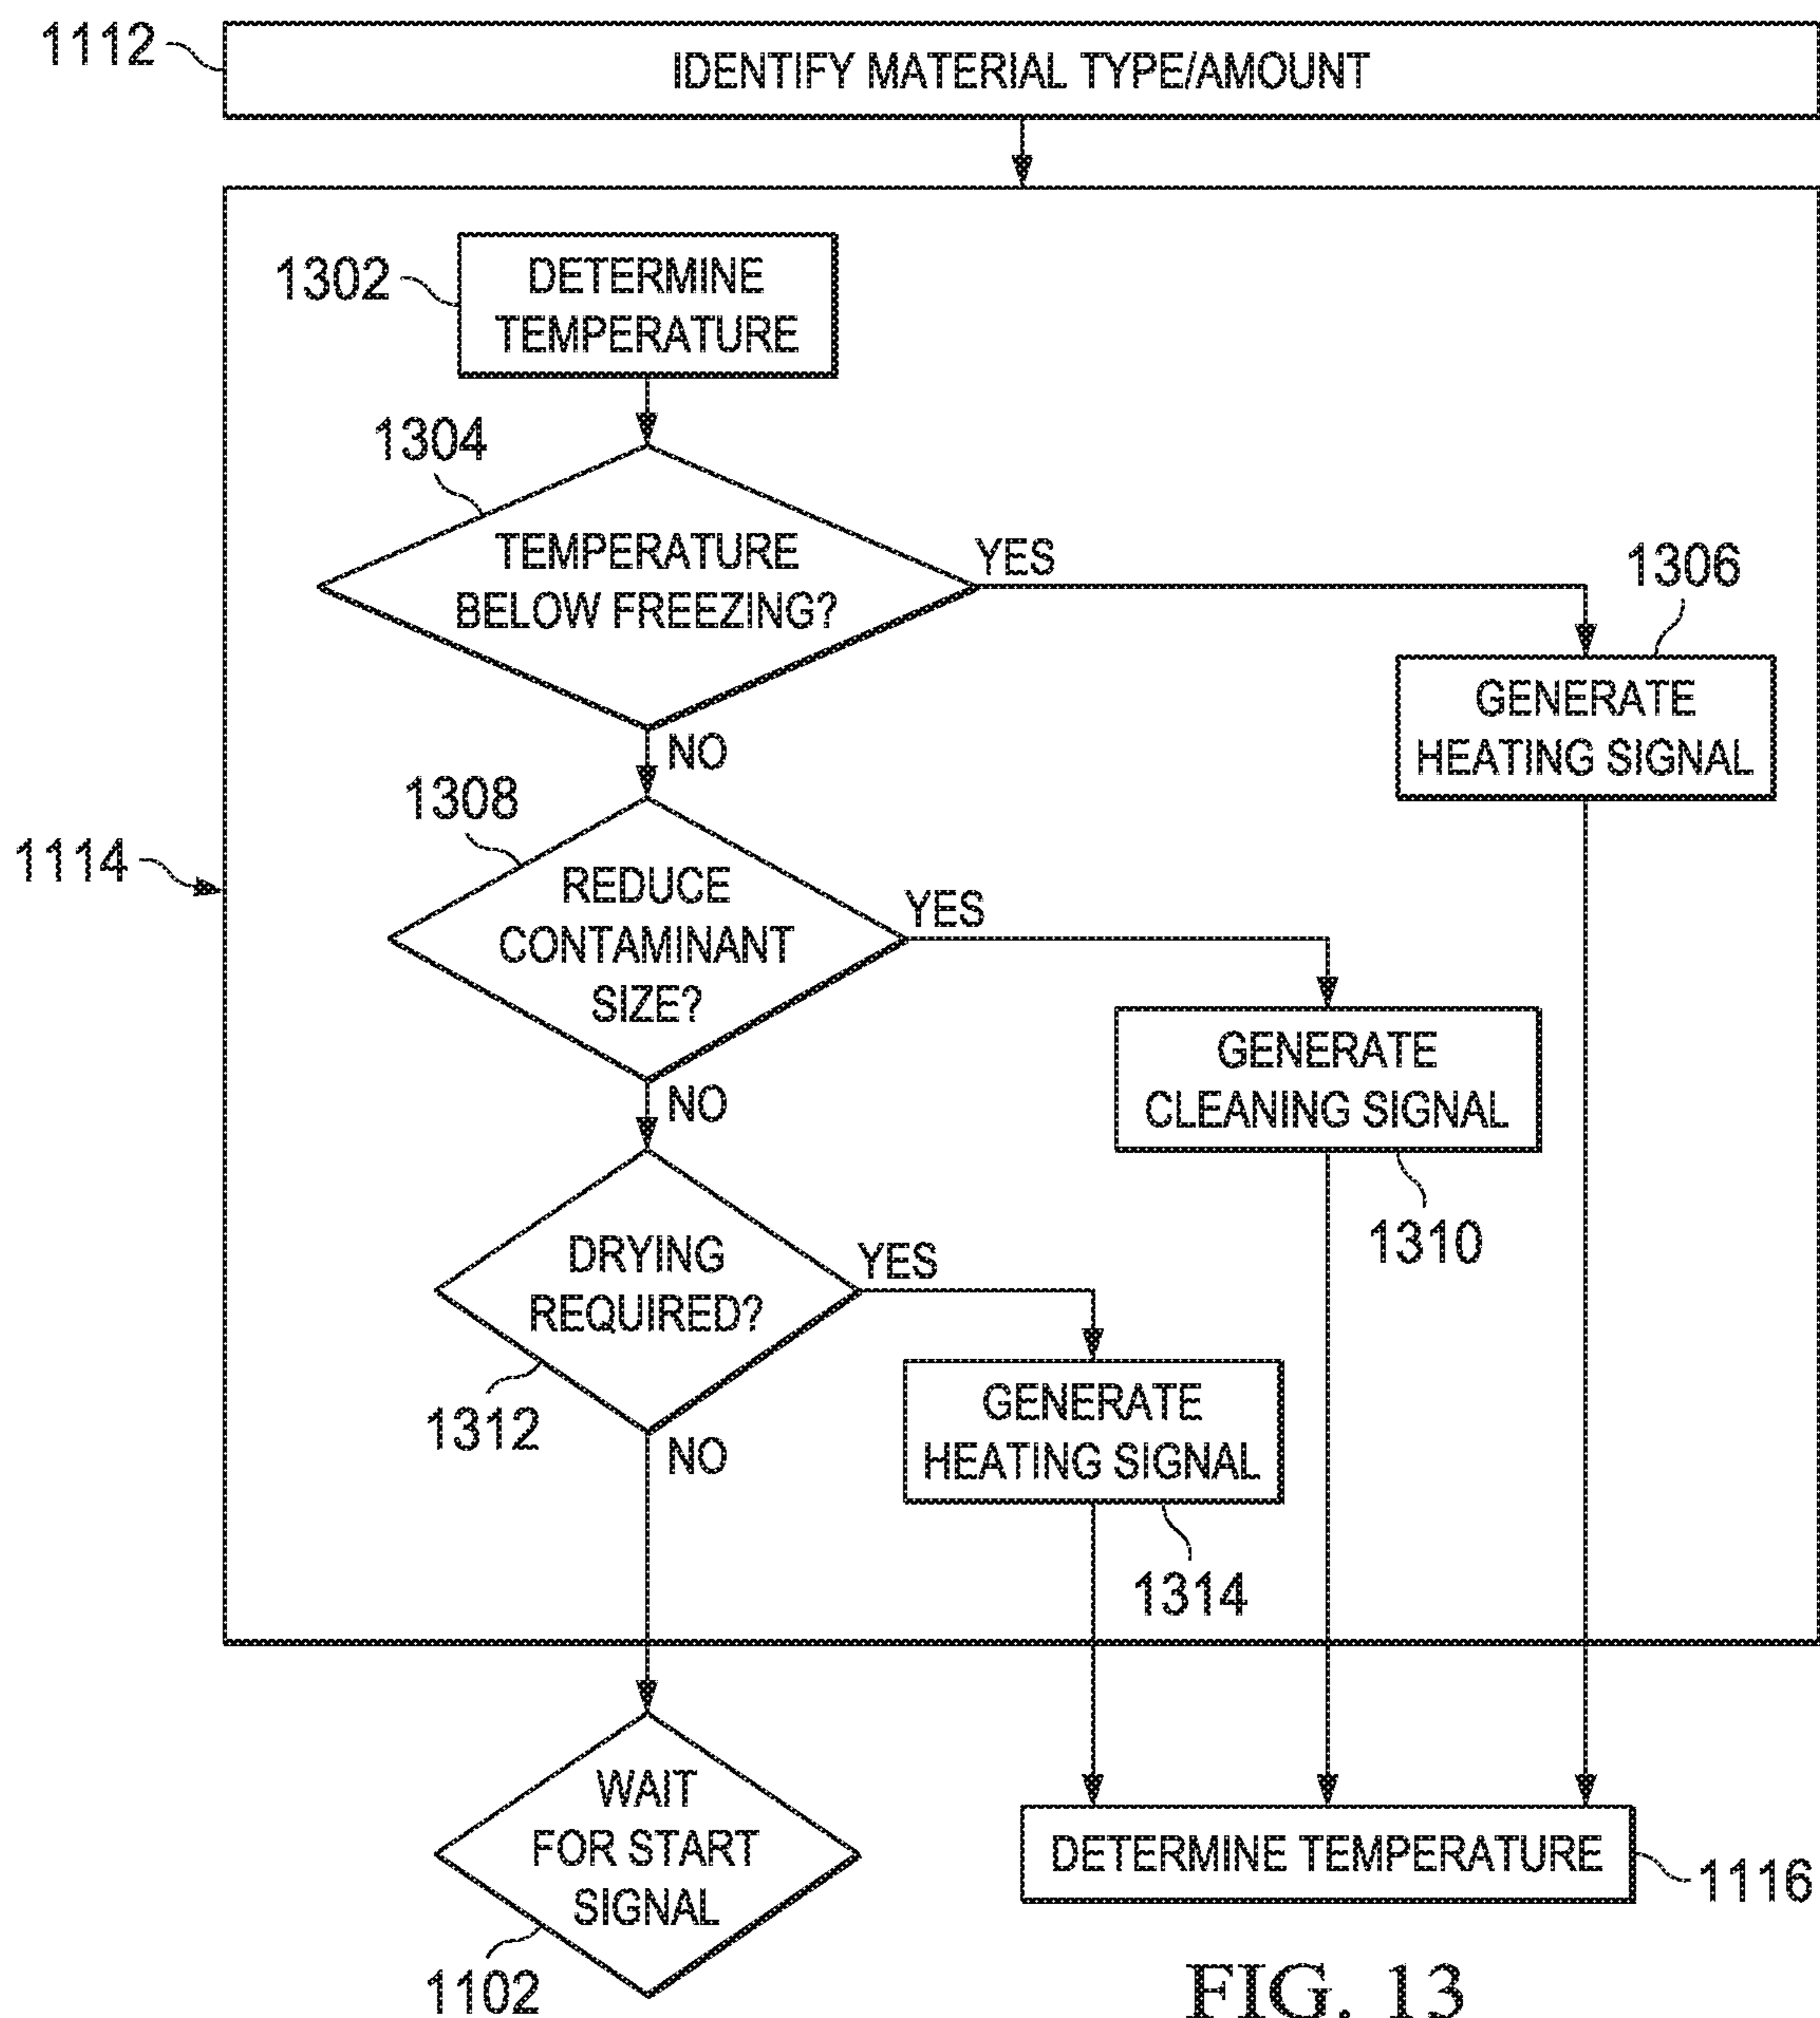 1112
IDENTIFY MATERIAL TYPE/AMOUNT
1302
DETERMINE
TEMPERATURE
1304
TEMPERATURE
BELOW FREEZING?
YES
1306
GENERATE
HEATING SIGNAL
NO
1308
REDUCE
CONTAMINANT
SIZE?
YES
1114
GENERATE
CLEANING SIGNAL
1310
NO
DRYING
REQUIRED?
YES
1312
GENERATE
HEATING SIGNAL
1314
NO
WAIT
FOR START
SIGNAL
1102
DETERMINE TEMPERATURE
1116
FIG. 13